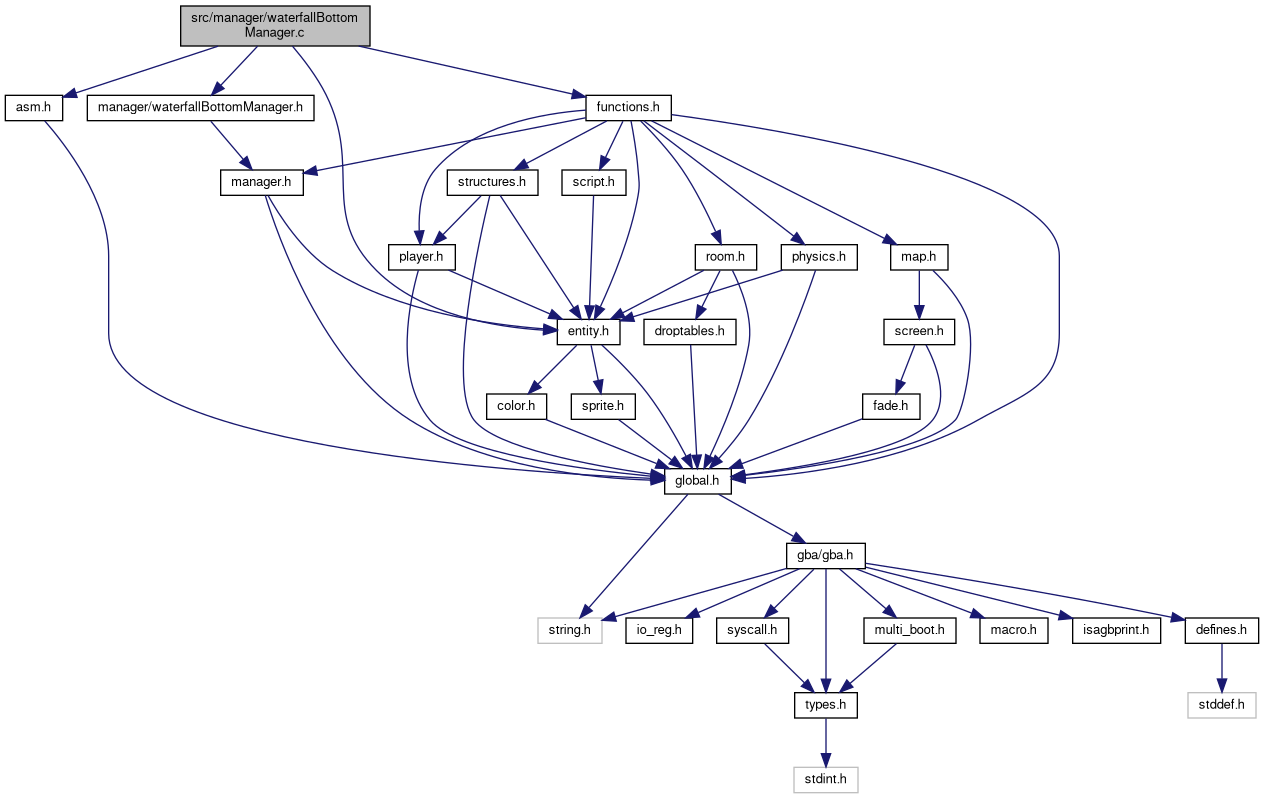 src/manager/waterfallBottom
Manager.c
asm.h
manager/waterfallBottomManager.h
functions.h
manager.h
structures.h
script.h
player.h
room.h
physics.h
map.h
entity.h
droptables.h
screen.h
color.h
sprite.h
fade.h
global.h
gba/gba.h
string.h
io_reg.h
syscall.h
multi_boot.h
macro.h
isagbprint.h
defines.h
types.h
stddef.h
stdint.h